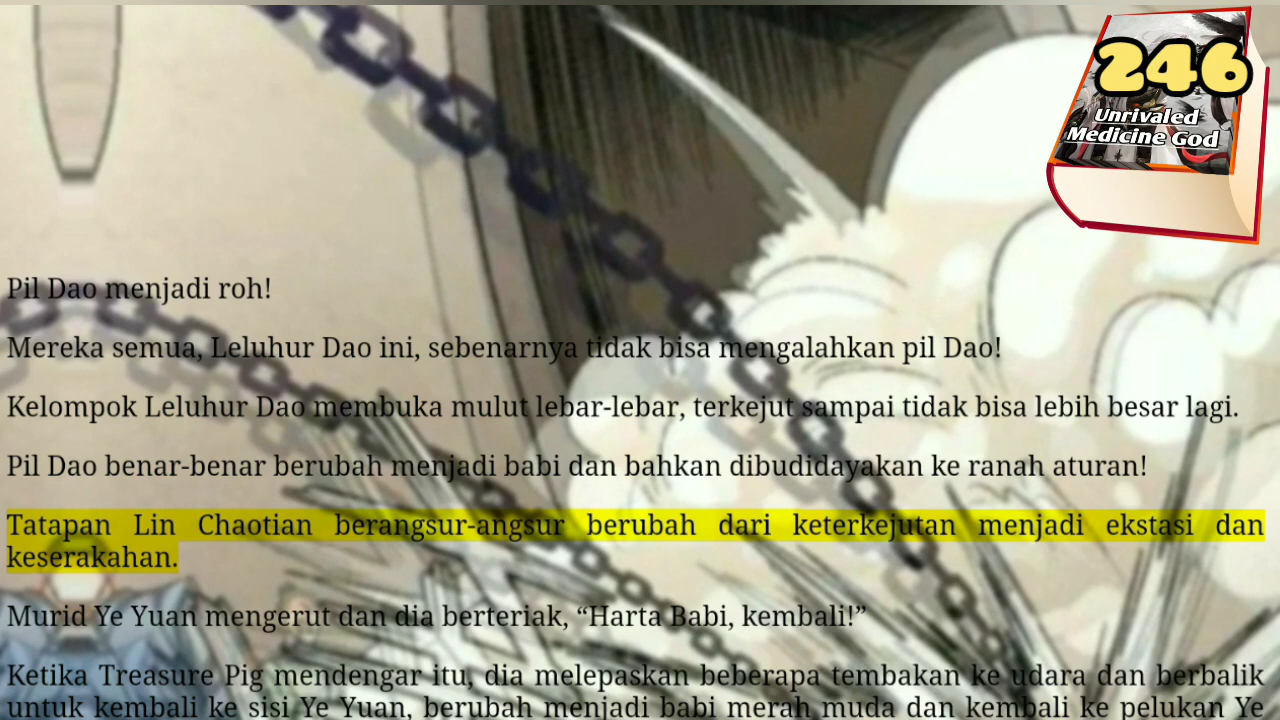 246
Unrivaled
Medicine God
Pil Dao menjadi roh!
Mereka semua, Leluhur Dao ini, sebenarnya tidak bisa mengalahkan pil Dao!
Kelompok Leluhur Dao membuka mulut lebar-lebar, terkejut sampai tidak bisa lebih besar lagi.
Pil Dao benar-benar berubah menjadi babi dan bahkan dibudidayakan ke ranah aturan!
Tatapan Lin Chaotian berangsur-angsur berubah dari keterkejutan menjadi ekstasi dan
keserakahan.
Murid Ye Yuan mengerut dan dia berteriak, “Harta Babi, kembali!”
Ketika Treasure Pig mendengar itu, dia melepaskan beberapa tembakan ke udara dan berbalik
untuk kembali ke sisi Ye Yuan, berubah menjadi babi merah muda dan kembali ke pelukan Ye